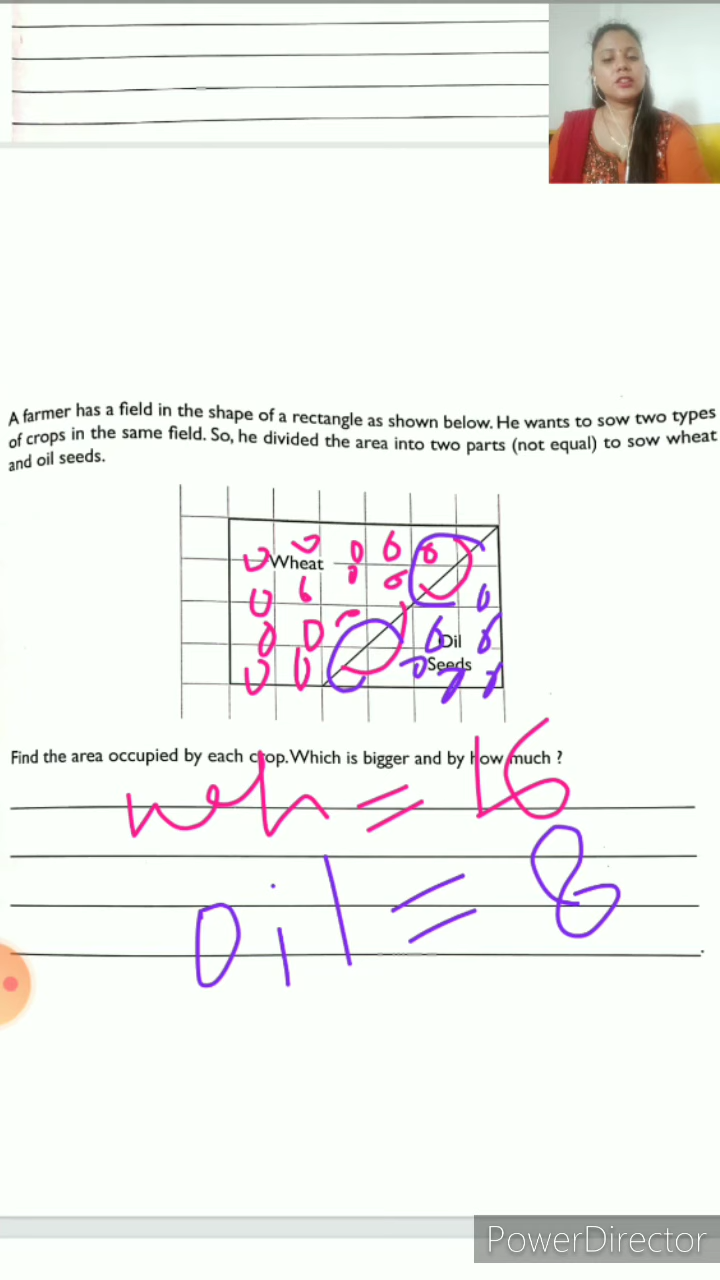 A farmer has a field in the shape of a rectangle as shown below. He wants to sow two types
of crops in the same field. So, he divided the area into two parts (not equal) to sow wheat
and oil seeds.
Wheat
Oil
Seeds
Find the area occupied by each crop. Which is bigger and by how much ?
weh = 16
oil = 8
PowerDirector